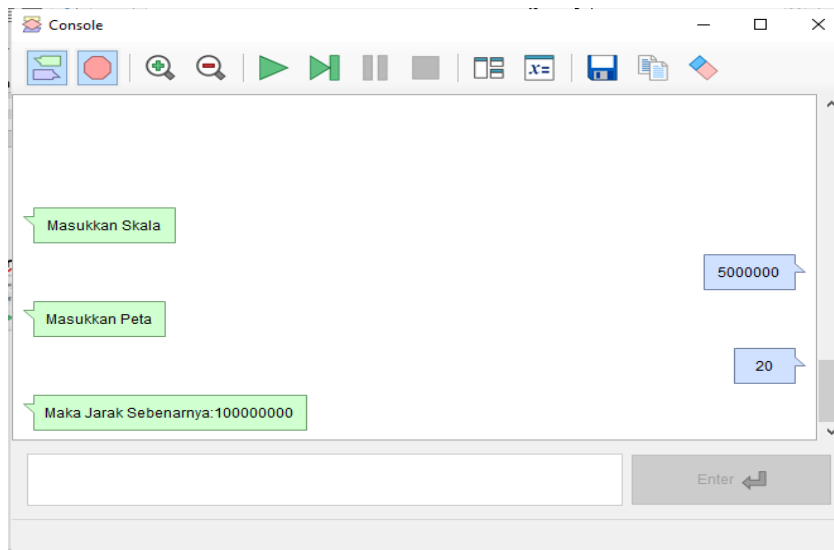 Console
x=
Masukkan Skala
5000000
Masukkan Peta
20
Maka Jarak Sebenarnya:100000000
Enter